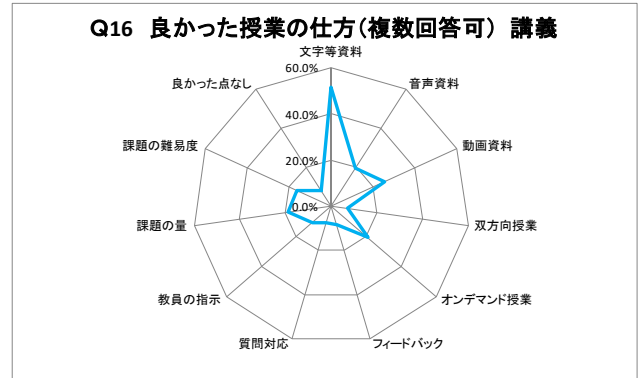 Q16 良かった授業の仕方(複数回答可) 講義
文字等資料
音声資料
動画資料
双方向授業
オンデマンド授業
フィードバック
質問対応
教員の指示
課題の量
課題の難易度
良かった点なし
60.0%
40.0%
20.0%
0.0%